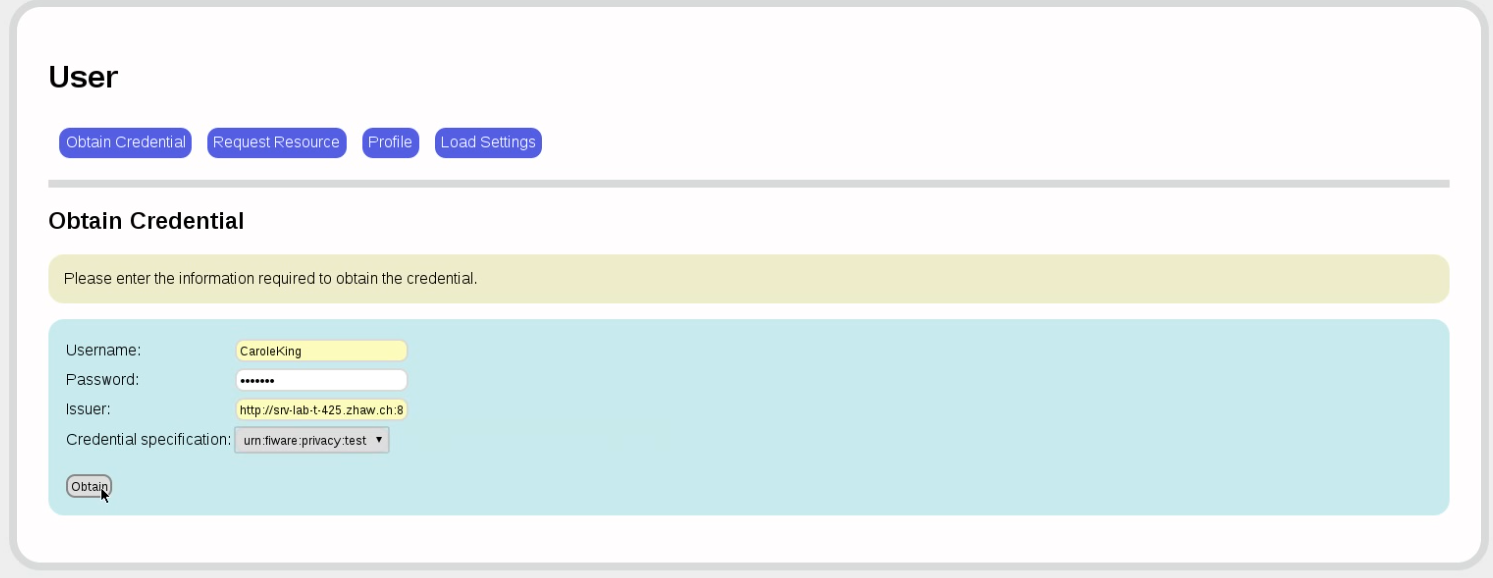 User
Obtain Credential Request Resource Profile Load Settings
Obtain Credential
Please enter the information required to obtain the credential.
Username: CaroleKing
Password: •••••••
Issuer: http://srv-lab-t-425.zhaw.ch:8
Credential specification: urn:fiware:privacy:test
Obtain